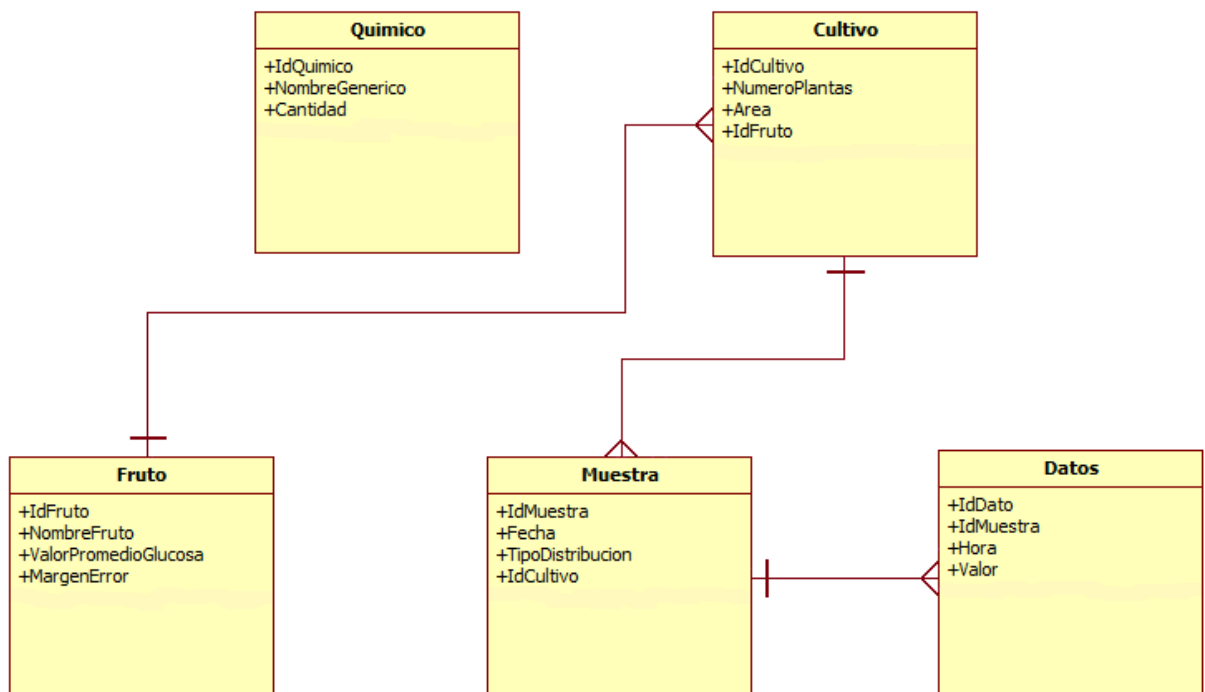 Quimico
+IdQuimico
+NombreGenerico
+Cantidad
Cultivo
+IdCultivo
+NumeroPlantas
+Area
+IdFruto
Fruto
+IdFruto
+NombreFruto
+ValorPromedioGlucosa
+MargenError
Muestra
+IdMuestra
+Fecha
+TipoDistribucion
+IdCultivo
Datos
+IdDato
+IdMuestra
+Hora
+Valor